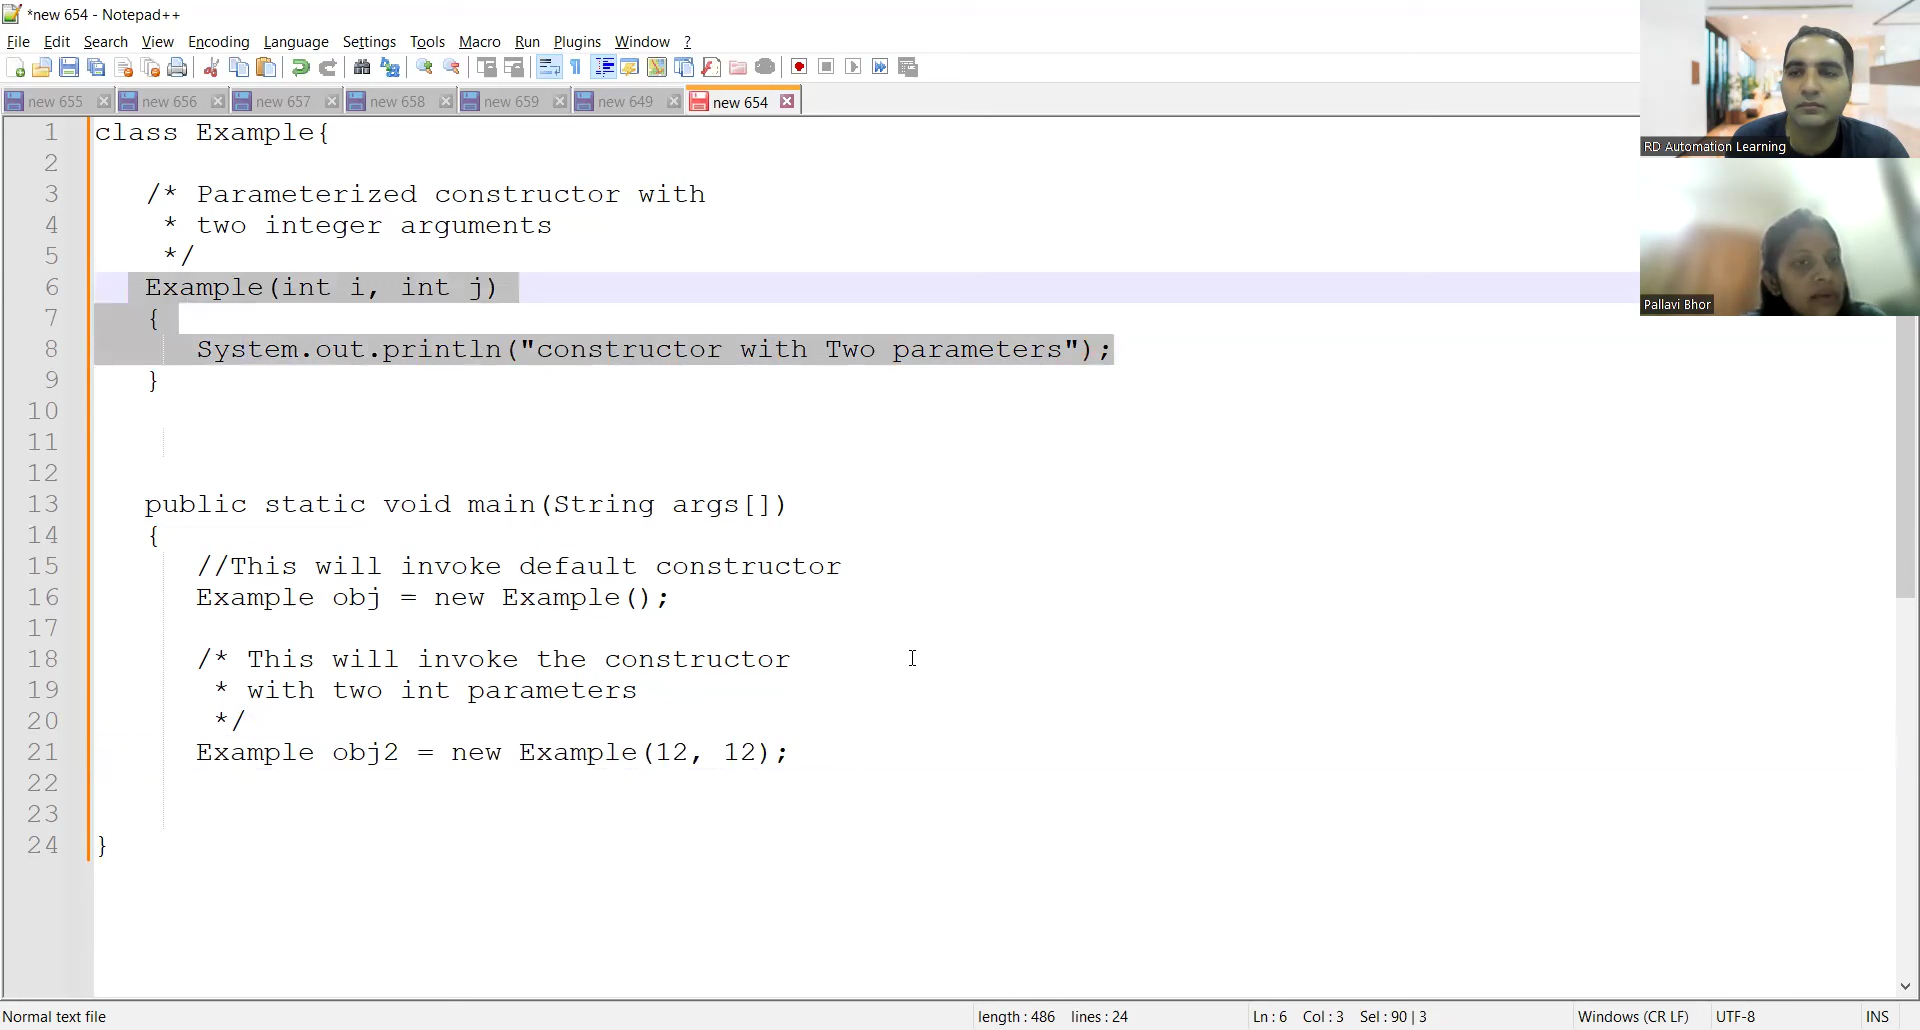 *new 654 - Notepad++
File Edit Search View Encoding Language Settings Tools Macro Run Plugins Window ?
new 655 new 656 new 657 new 658 new 659 new 649 new 654
1 class Example{
2
3 /* Parameterized constructor with
4 * two integer arguments
5 */
6 Example(int i, int j)
7 {
8 System.out.println("constructor with Two parameters");
9 }
10
11
12
13 public static void main(String args[])
14 {
15 //This will invoke default constructor
16 Example obj = new Example();
17
18 /* This will invoke the constructor
19 * with two int parameters
20 */
21 Example obj2 = new Example(12, 12);
22
23
24 }
RD Automation Learning
Pallavi Bhor
Normal text file length : 486 lines : 24 Ln : 6 Col : 3 Sel : 90 | 3 Windows (CR LF) UTF-8 INS